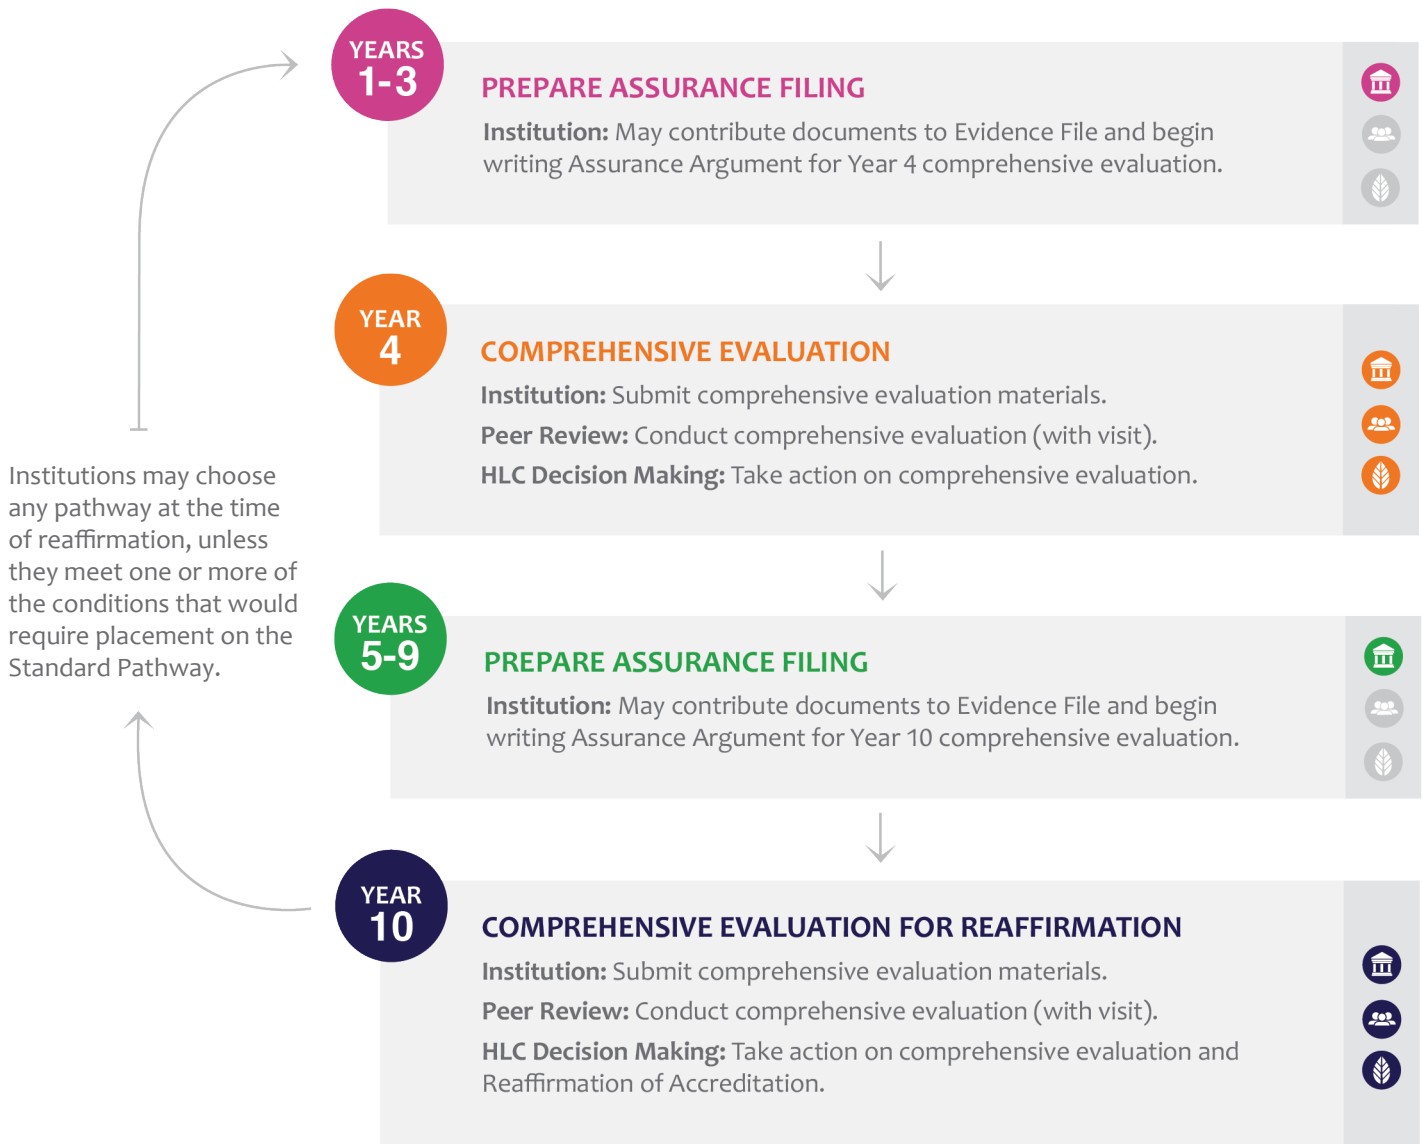 YEARS
1-3
PREPARE ASSURANCE FILING
Institution: May contribute documents to Evidence File and begin
writing Assurance Argument for Year 4 comprehensive evaluation.
YEAR
4
COMPREHENSIVE EVALUATION
Institution: Submit comprehensive evaluation materials.
Peer Review: Conduct comprehensive evaluation (with visit).
HLC Decision Making: Take action on comprehensive evaluation.
Institutions may choose
any pathway at the time
of reaffirmation, unless
they meet one or more of
the conditions that would
require placement on the
Standard Pathway.
YEARS
5-9
PREPARE ASSURANCE FILING
Institution: May contribute documents to Evidence File and begin
writing Assurance Argument for Year 10 comprehensive evaluation.
YEAR
10
COMPREHENSIVE EVALUATION FOR REAFFIRMATION
Institution: Submit comprehensive evaluation materials.
Peer Review: Conduct comprehensive evaluation (with visit).
HLC Decision Making: Take action on comprehensive evaluation and
Reaffirmation of Accreditation.